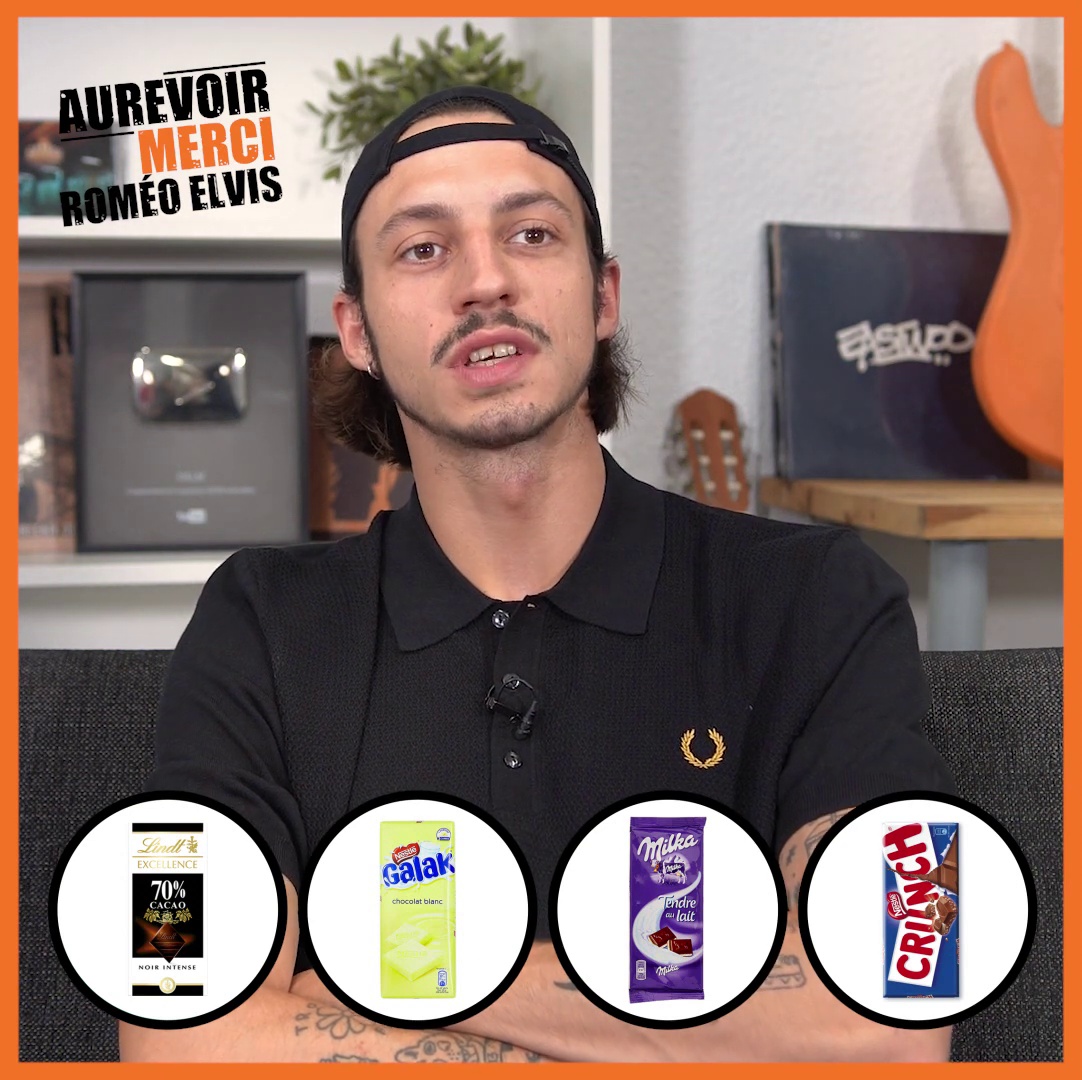 AUREVOIR
MERCI
ROMÉO ELVIS
Lindt
EXCELLENCE
70%
CACAO
NOIR INTENSE
Nestlé
Galak
chocolat blanc
Milka
Tendre
au lait
Milka
Nestlé
CRUNCH